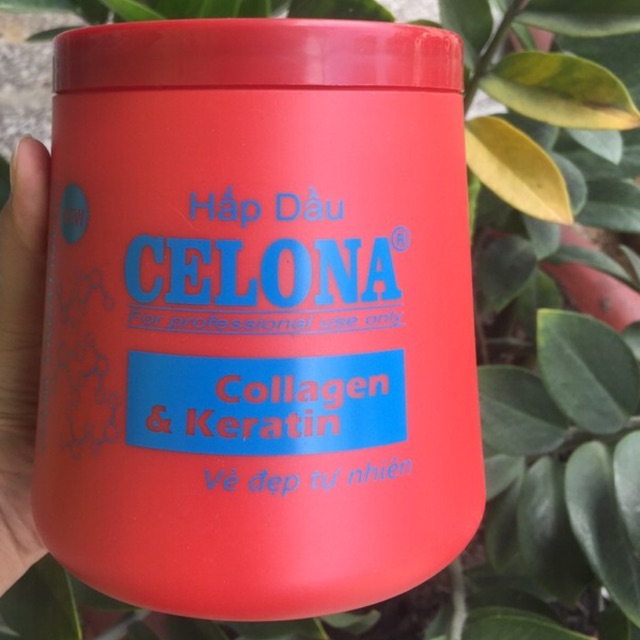 Hấp Dầu
CELONA®
For professional use only
Collagen
& Keratin
Vẻ đẹp tự nhiên